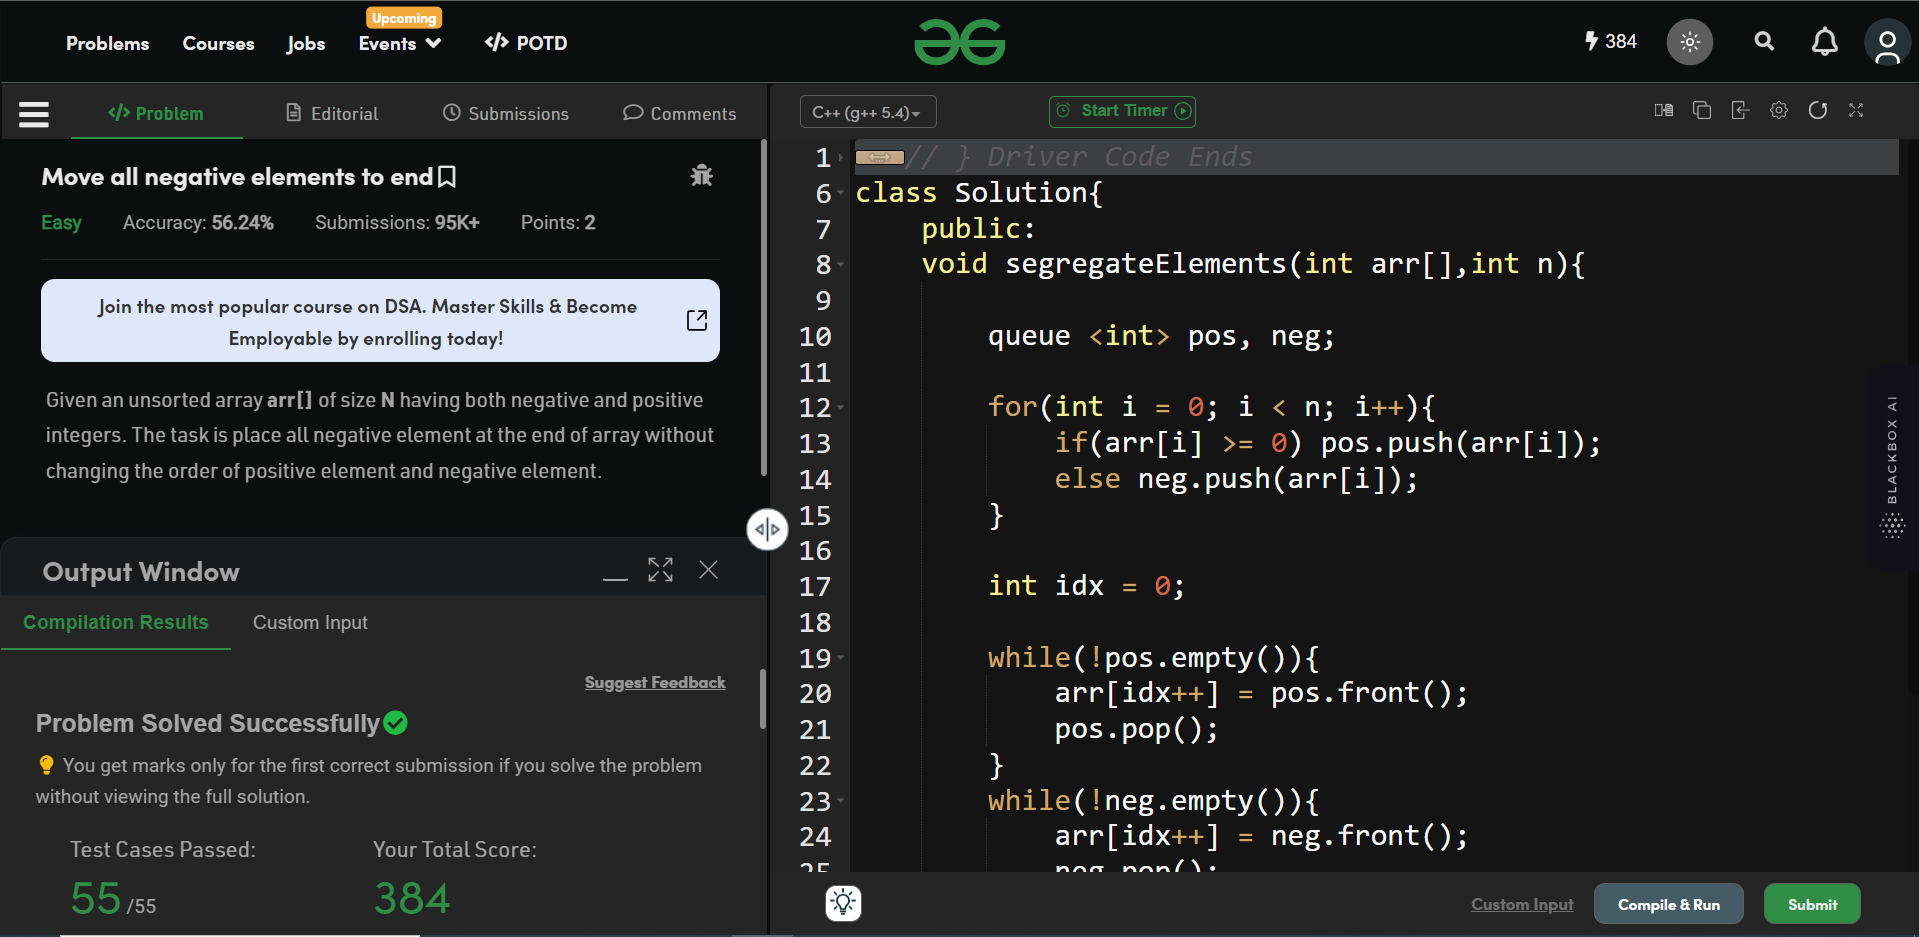 Problems
Courses
Jobs
Upcoming
Events
</> POTD
384
</> Problem
Editorial
Submissions
Comments
Move all negative elements to end
Easy
Accuracy: 56.24%
Submissions: 95K+
Points: 2
Join the most popular course on DSA. Master Skills & Become
Employable by enrolling today!
Given an unsorted array arr[] of size N having both negative and positive
integers. The task is place all negative element at the end of array without
changing the order of positive element and negative element.
Output Window
Compilation Results
Custom Input
Suggest Feedback
Problem Solved Successfully
You get marks only for the first correct submission if you solve the problem
without viewing the full solution.
Test Cases Passed:
55 /55
Your Total Score:
384
C++ (g++ 5.4)
Start Timer
1 // } Driver Code Ends
6 class Solution{
7 public:
8 void segregateElements(int arr[],int n){
9
10 queue <int> pos, neg;
11
12 for(int i = 0; i < n; i++){
13 if(arr[i] >= 0) pos.push(arr[i]);
14 else neg.push(arr[i]);
15 }
16
17 int idx = 0;
18
19 while(!pos.empty()){
20 arr[idx++] = pos.front();
21 pos.pop();
22 }
23 while(!neg.empty()){
24 arr[idx++] = neg.front();
25 neg.pop();
BLACKBOX AI
Custom Input
Compile & Run
Submit